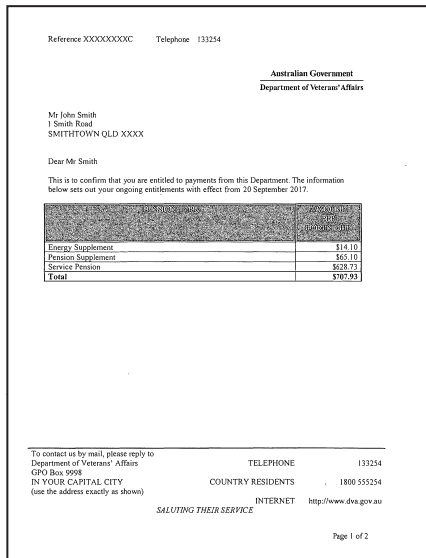 Reference XXXXXXXXC Telephone 133254
Australian Government
Department of Veterans' Affairs
Mr John Smith
1 Smith Road
SMITHTOWN QLD XXXX
Dear Mr Smith
This is to confirm that you are entitled to payments from this Department. The information
below sets out your ongoing entitlements with effect from 20 September 2017.
Energy Supplement $14.10
Pension Supplement $65.10
Service Pension $628.73
Total $707.93
To contact us by mail, please reply to
Department of Veterans' Affairs TELEPHONE 133254
GPO Box 9998
IN YOUR CAPITAL CITY COUNTRY RESIDENTS 1800 555254
(use the address exactly as shown)
INTERNET http://www.dva.gov.au
SALUTING THEIR SERVICE
Page 1 of 2